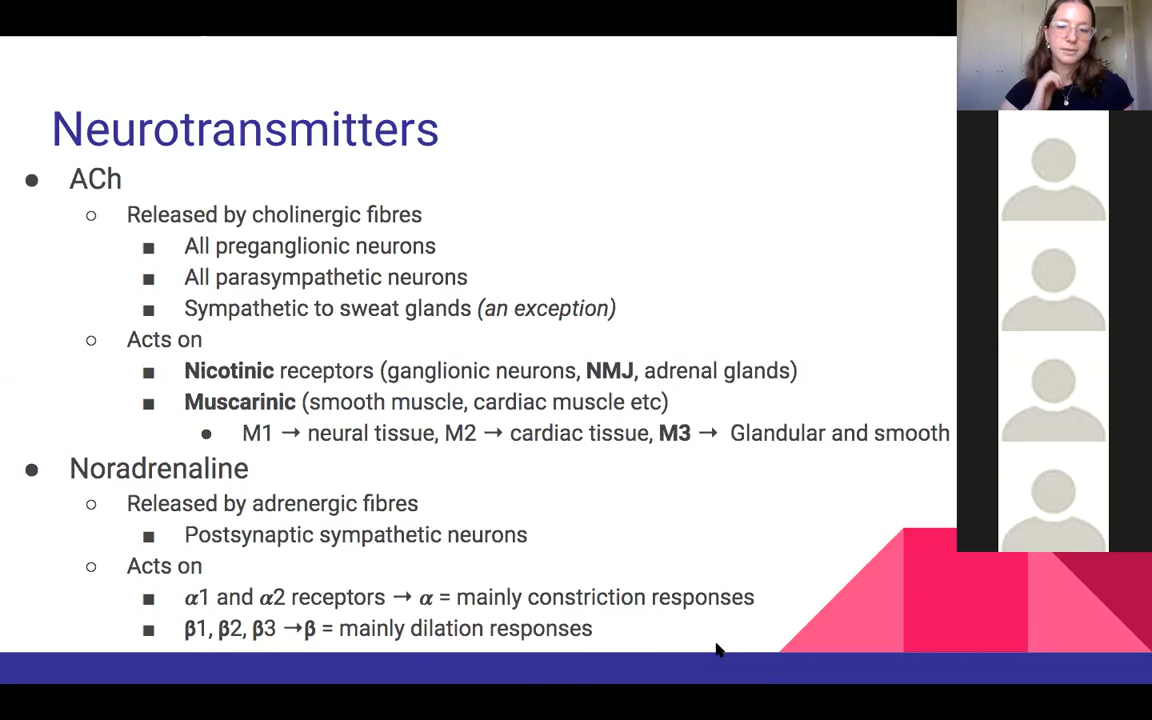 Neurotransmitters
● ACh
○ Released by cholinergic fibres
■ All preganglionic neurons
■ All parasympathetic neurons
■ Sympathetic to sweat glands (an exception)
○ Acts on
■ Nicotinic receptors (ganglionic neurons, NMJ, adrenal glands)
■ Muscarinic (smooth muscle, cardiac muscle etc)
● M1 → neural tissue, M2 → cardiac tissue, M3 → Glandular and smooth
● Noradrenaline
○ Released by adrenergic fibres
■ Postsynaptic sympathetic neurons
○ Acts on
■ α1 and α2 receptors → α = mainly constriction responses
■ β1, β2, β3 →β = mainly dilation responses